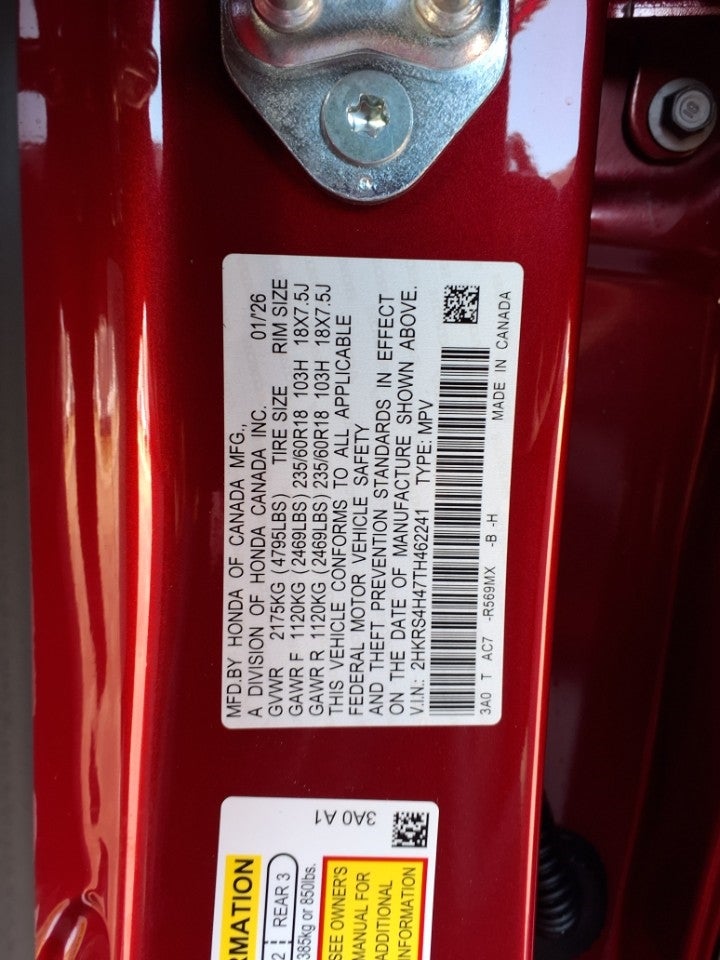 MFD.BY HONDA OF CANADA MFG.,
A DIVISION OF HONDA CANADA INC. 01/26
GVWR 2175KG (4795LBS) TIRE SIZE RIM SIZE
GAWR F 1120KG (2469LBS) 235/60R18 103H 18X7.5J
GAWR R 1120KG (2469LBS) 235/60R18 103H 18X7.5J
THIS VEHICLE CONFORMS TO ALL APPLICABLE
FEDERAL MOTOR VEHICLE SAFETY
AND THEFT PREVENTION STANDARDS IN EFFECT
ON THE DATE OF MANUFACTURE SHOWN ABOVE.
V.I.N.: 2HKRS4H47TH462241 TYPE: MPV
3A0 T AC7 -R569MX -B -H MADE IN CANADA
3A0 A1
RMATION
2 REAR 3
385kg or 850lbs.
SEE OWNER'S
MANUAL FOR
ADDITIONAL
INFORMATION